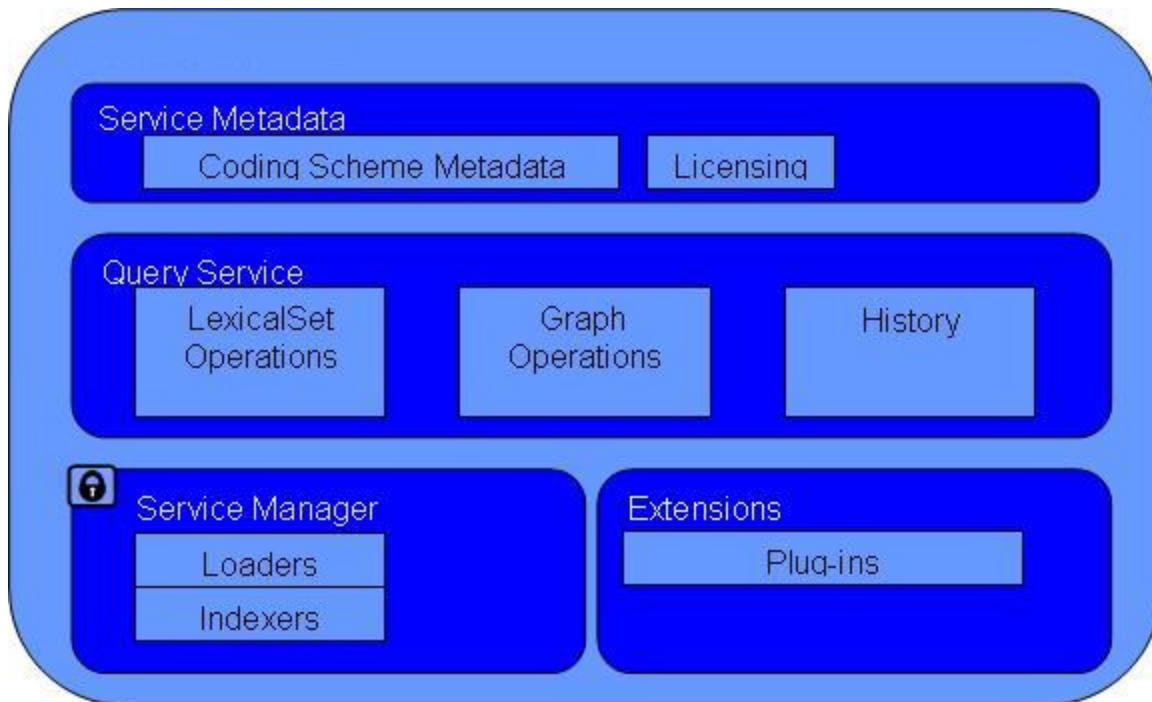 Service Metadata
Coding Scheme Metadata
Licensing
Query Service
LexicalSet
Operations
Graph
Operations
History
Service Manager
Loaders
Indexers
Extensions
Plug-ins